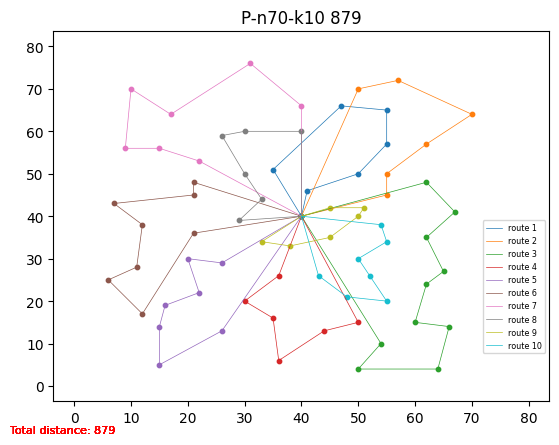 P-n70-k10 879
80
70
60
50
40
30
20
10
0
0 10 20 30 40 50 60 70 80
route 1
route 2
route 3
route 4
route 5
route 6
route 7
route 8
route 9
route 10
Total distance: 879